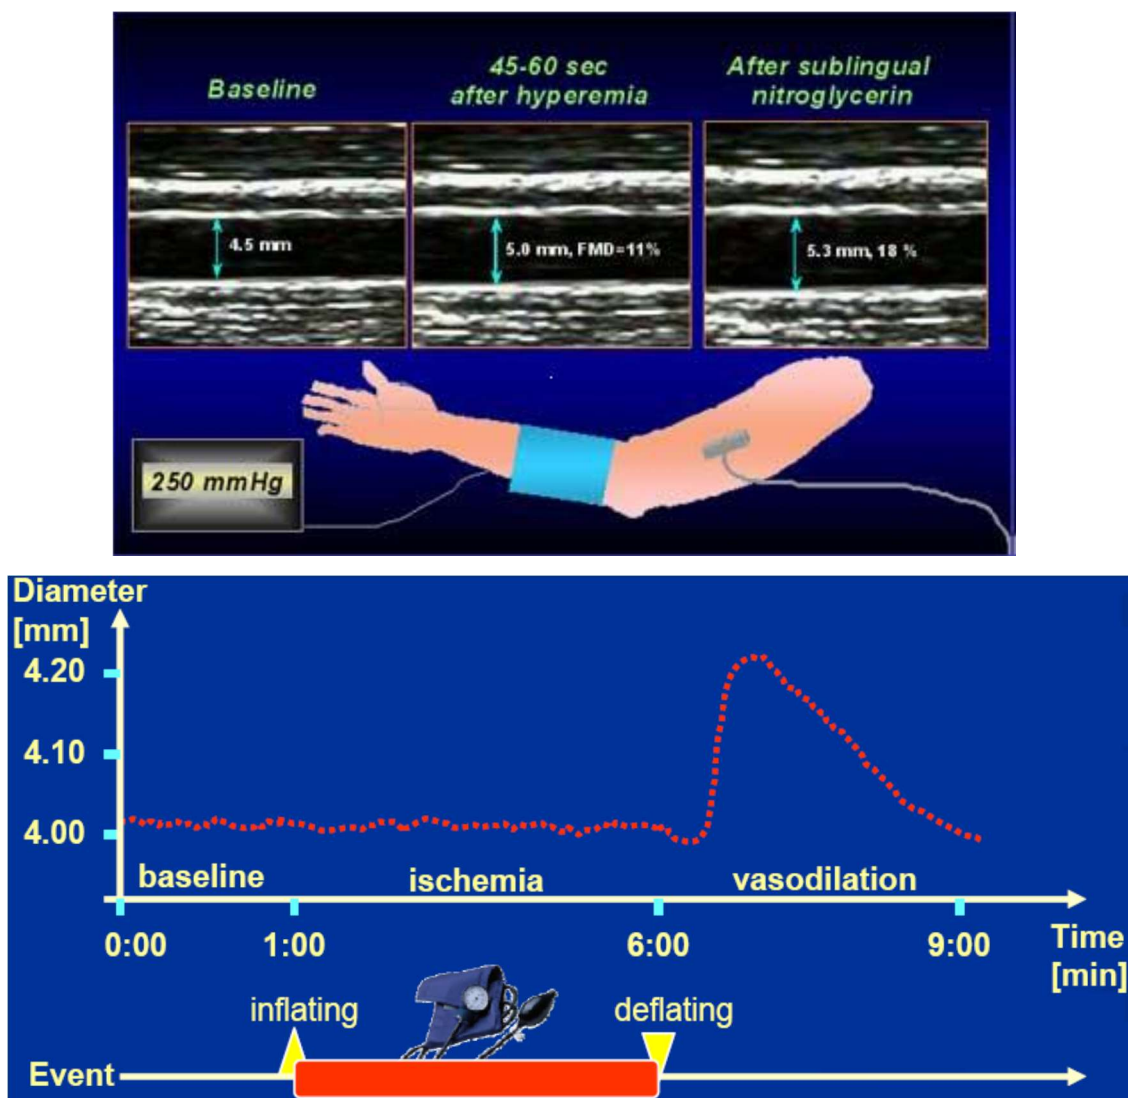 Baseline
45-60 sec
after hyperemia
After sublingual
nitroglycerin
4.5 mm
5.0 mm, FMD=11%
5.3 mm, 18 %
250 mmHg
Diameter
[mm]
4.20
4.10
4.00
baseline
ischemia
vasodilation
0:00
1:00
6:00
9:00
Time
[min]
inflating
deflating
Event